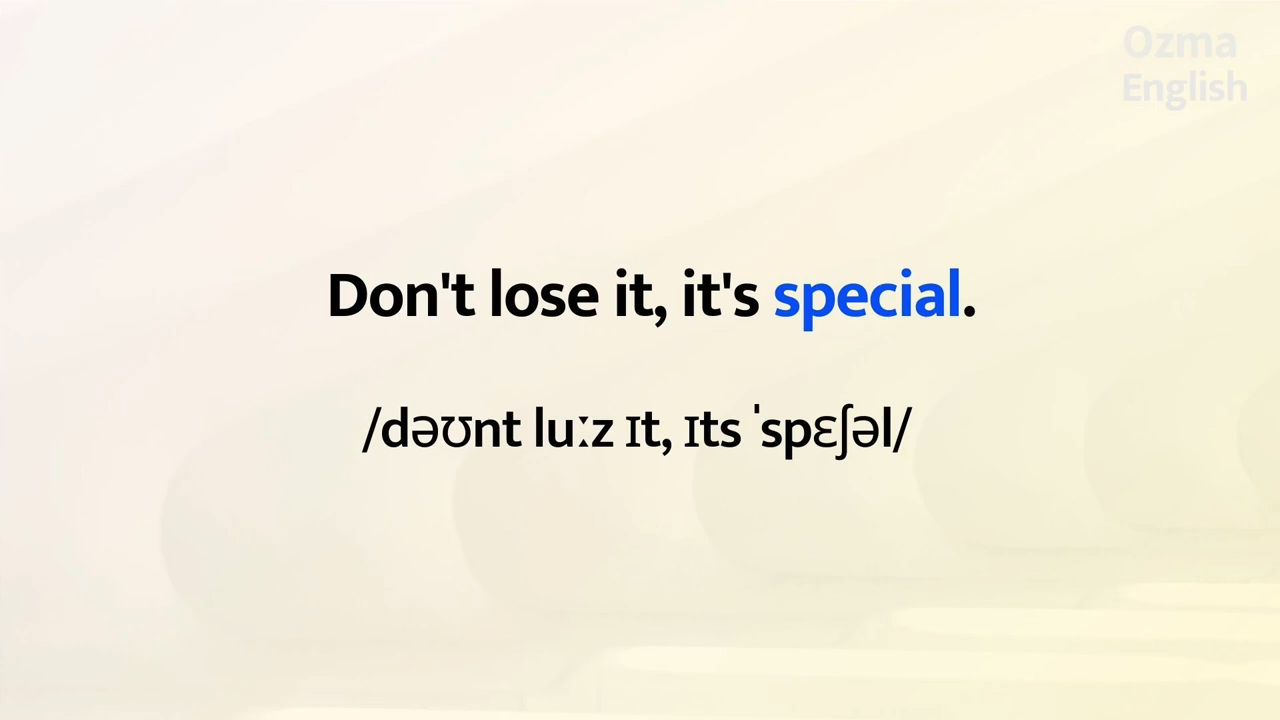 Ozma
English
Don't lose it, it's special.
/dəʊnt luːz ɪt, ɪts ˈspɛʃəl/